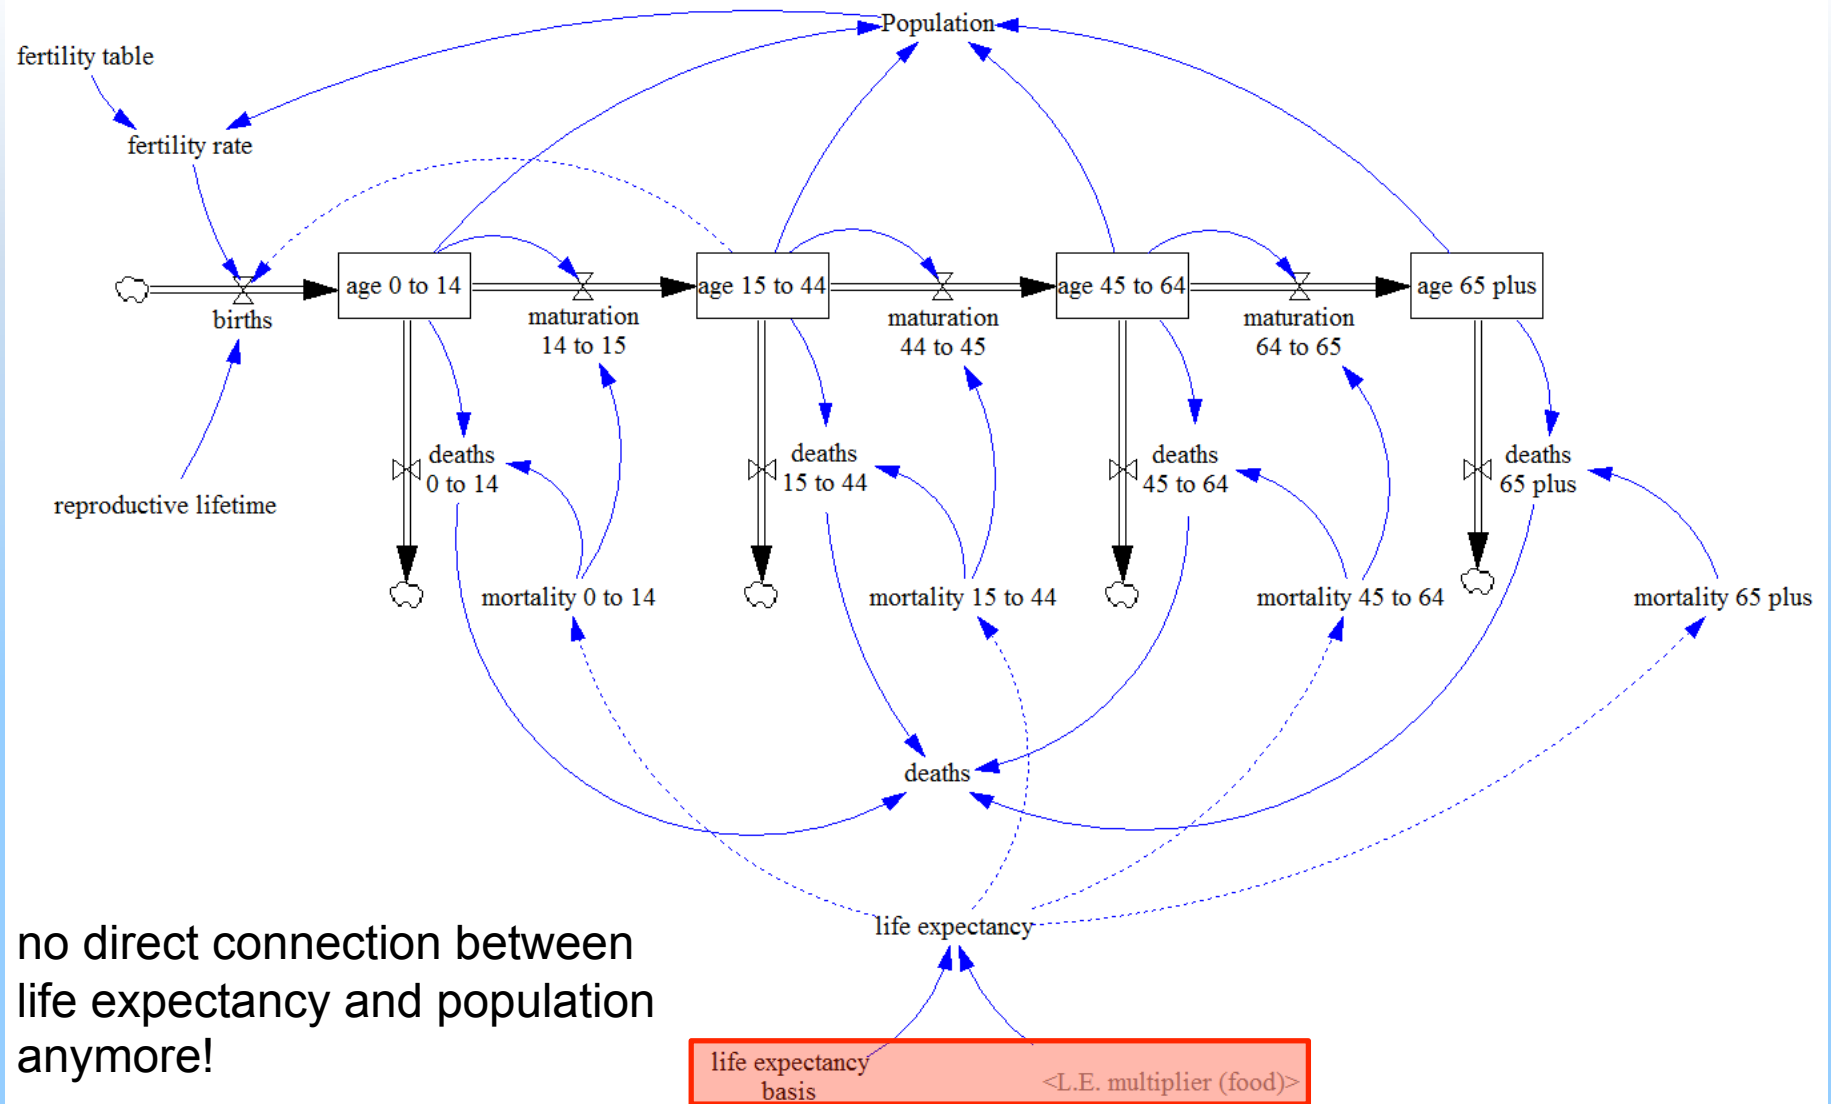 Population
fertility table
fertility rate
age 0 to 14
age 15 to 44
age 45 to 64
age 65 plus
births
maturation
14 to 15
maturation
44 to 45
maturation
64 to 65
deaths
0 to 14
deaths
15 to 44
deaths
45 to 64
deaths
65 plus
reproductive lifetime
mortality 0 to 14
mortality 15 to 44
mortality 45 to 64
mortality 65 plus
deaths
life expectancy
no direct connection between
life expectancy and population
anymore!
life expectancy
basis
<L.E. multiplier (food)>